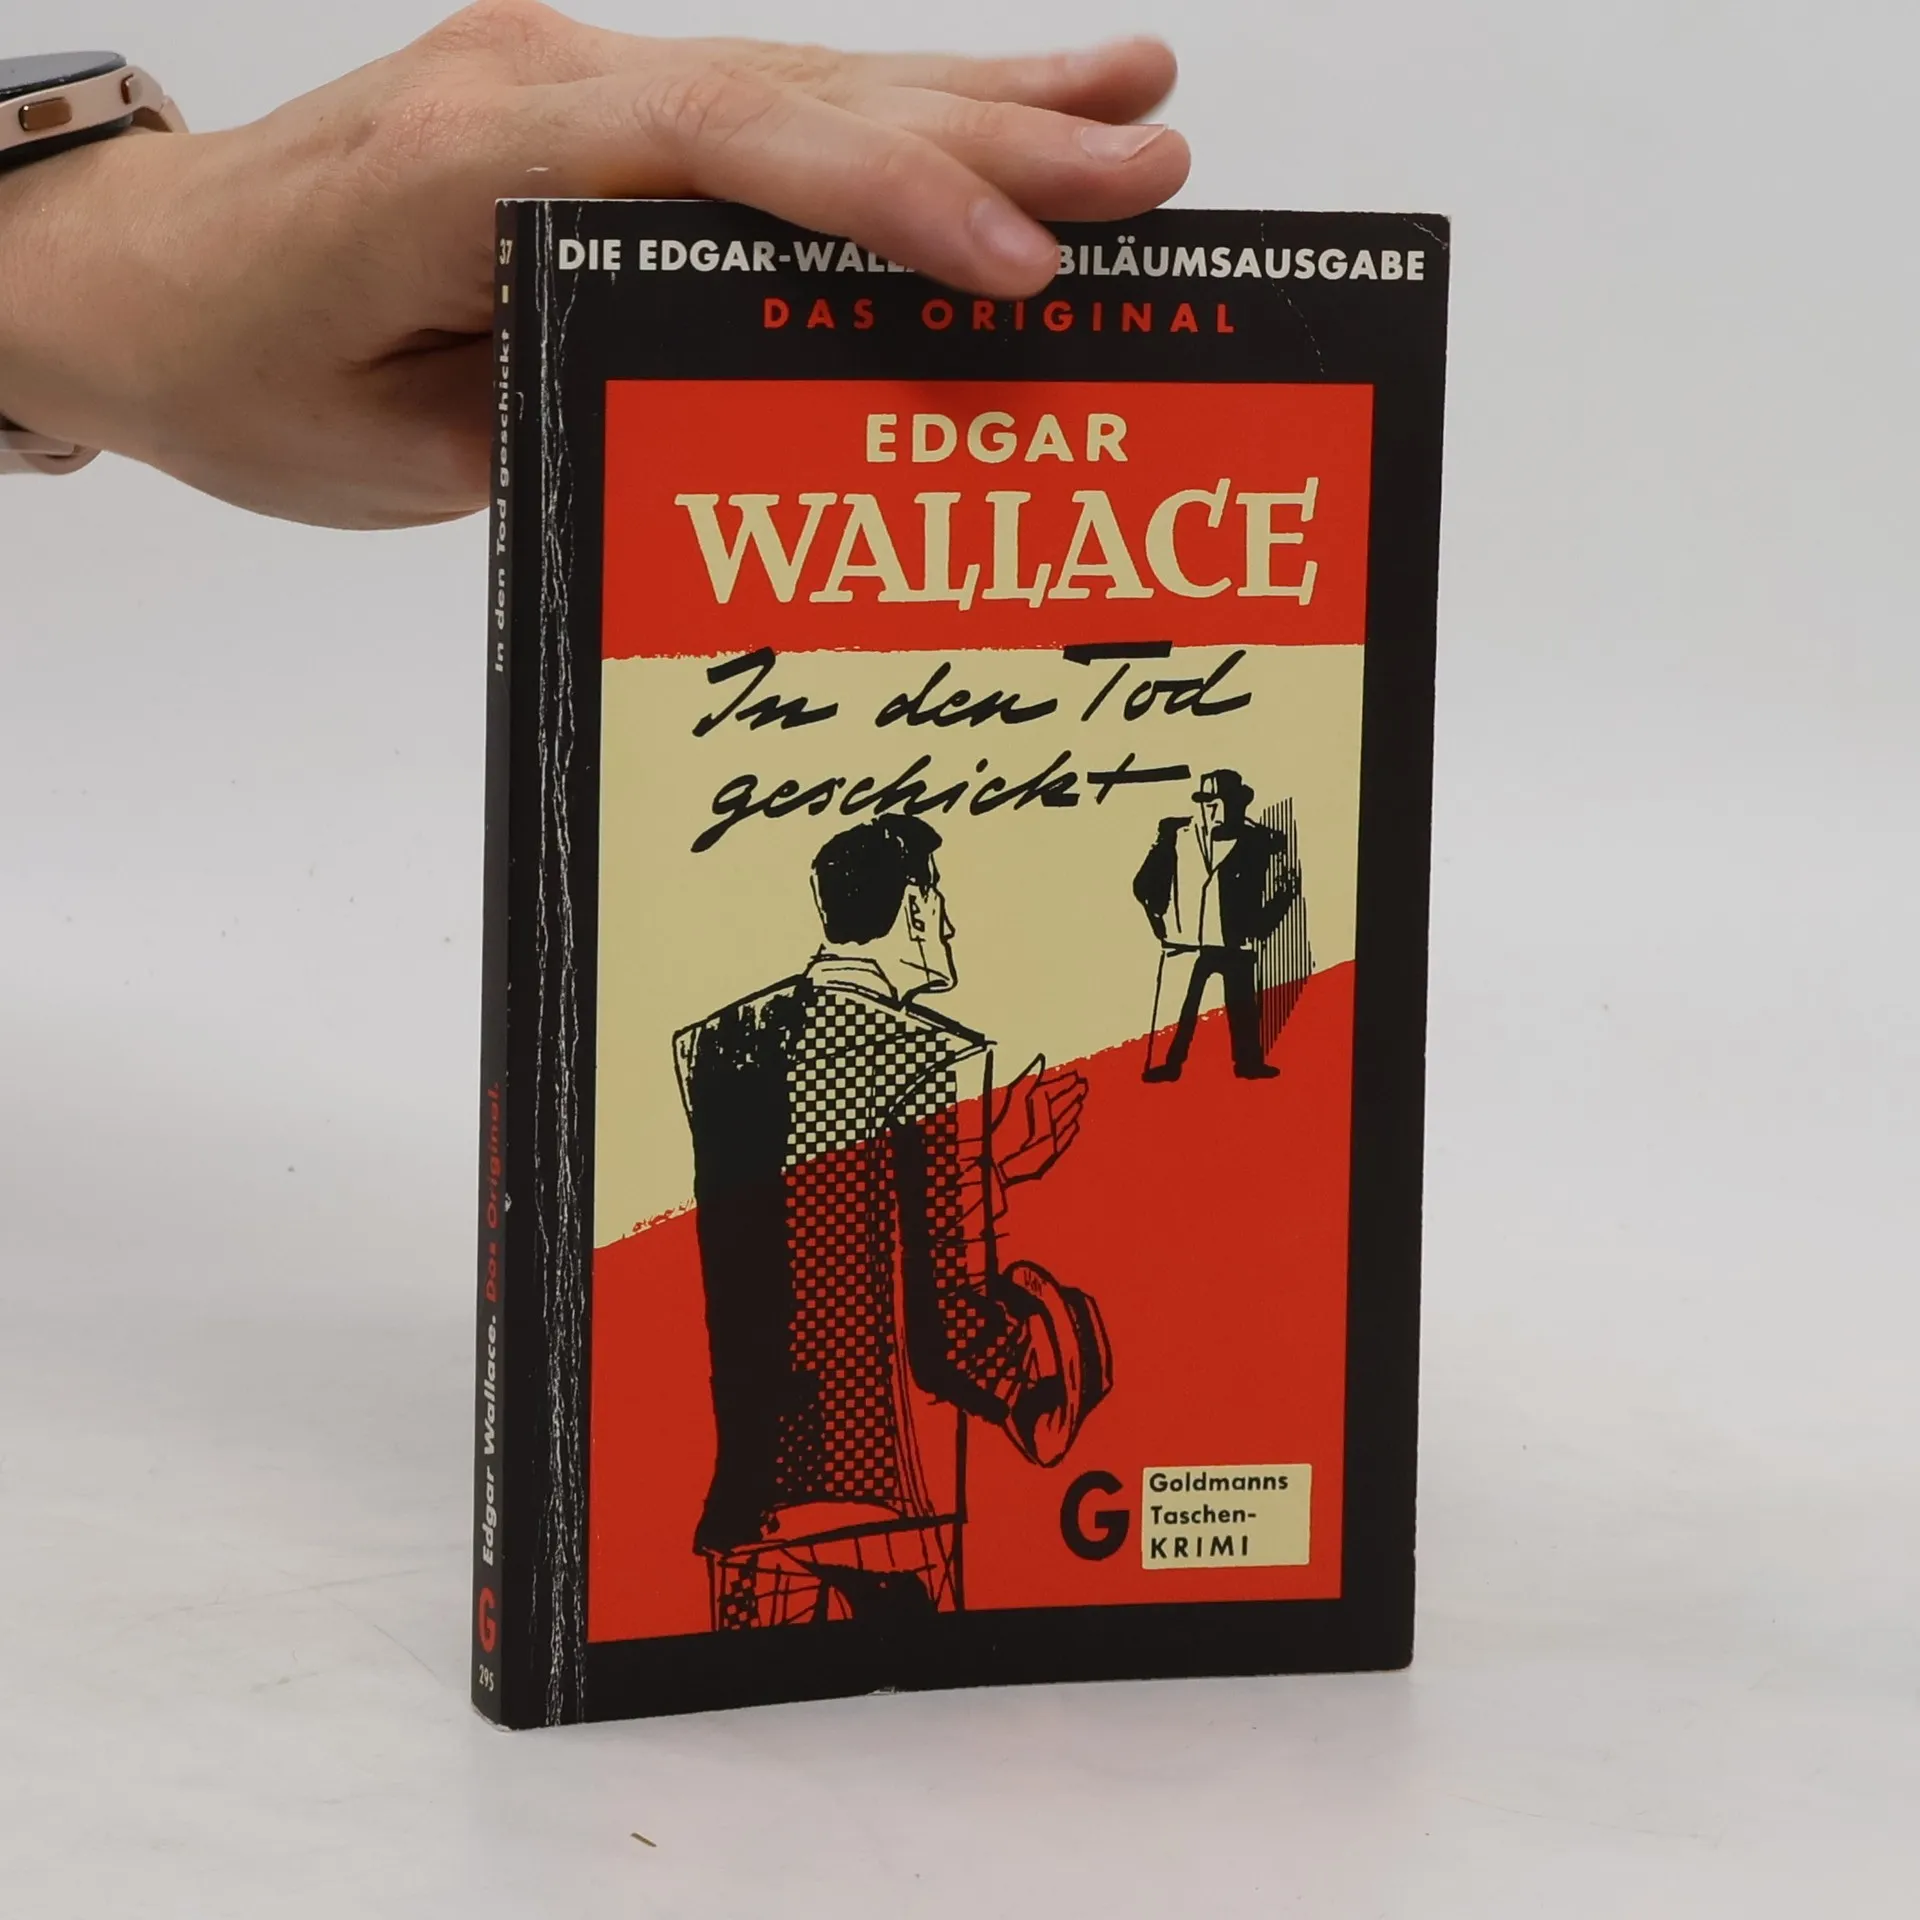 DIE EDGAR-WALL BILÄUMSAUSGABE
DAS ORIGINAL
EDGAR
WALLACE
In den Tod
geschickt
G
Goldmanns
Taschen-
KRIMI
37 - In den Tod geschickt
Edgar Wallace. Das Original.
G
295